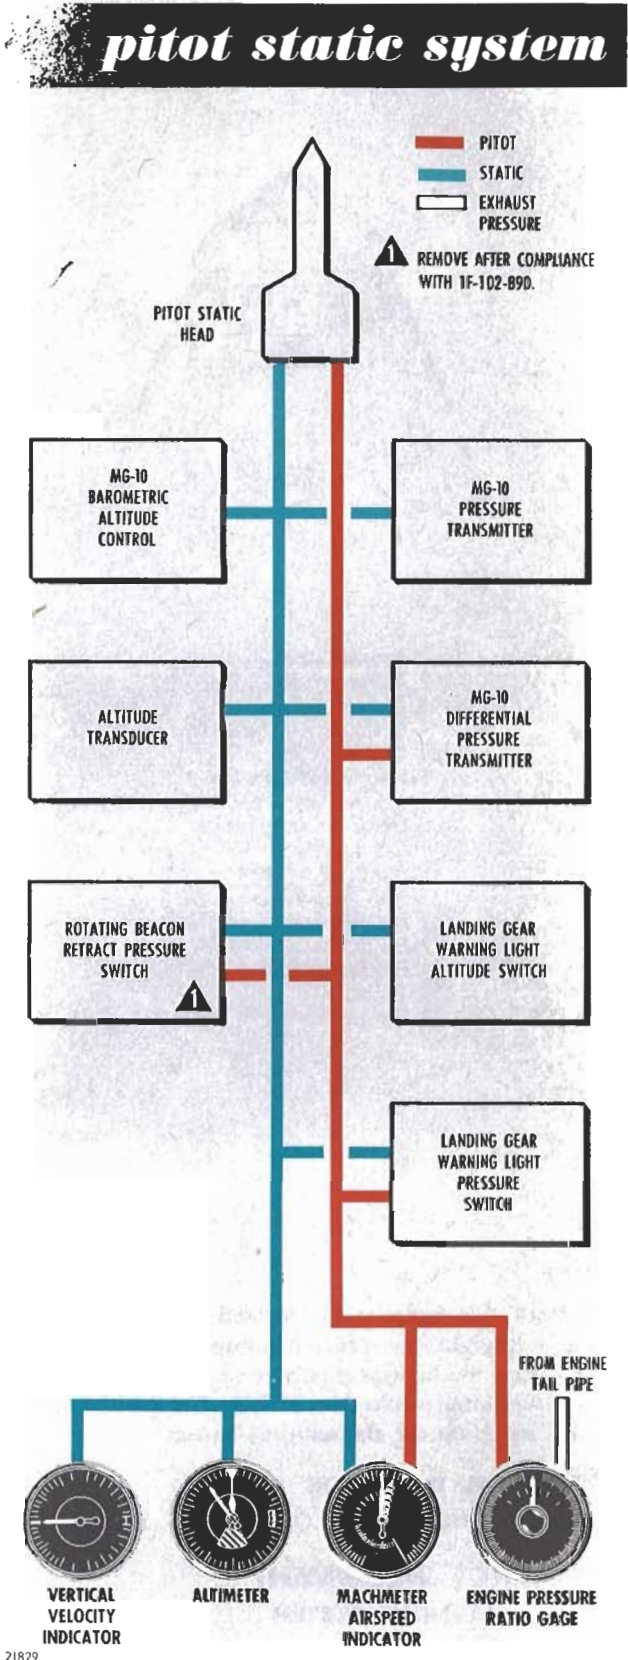 pitot static system
PITOT
STATIC
EXHAUST
PRESSURE
1 REMOVE AFTER COMPLIANCE
WITH 1F-102-890.
PITOT STATIC
HEAD
MG-10
BAROMETRIC
ALTITUDE
CONTROL
MG-10
PRESSURE
TRANSMITTER
ALTITUDE
TRANSDUCER
MG-10
DIFFERENTIAL
PRESSURE
TRANSMITTER
ROTATING BEACON
RETRACT PRESSURE
SWITCH
1
LANDING GEAR
WARNING LIGHT
ALTITUDE SWITCH
LANDING GEAR
WARNING LIGHT
PRESSURE
SWITCH
FROM ENGINE
TAIL PIPE
VERTICAL
VELOCITY
INDICATOR
ALTIMETER
MACHMETER
AIRSPEED
INDICATOR
ENGINE PRESSURE
RATIO GAGE
21829